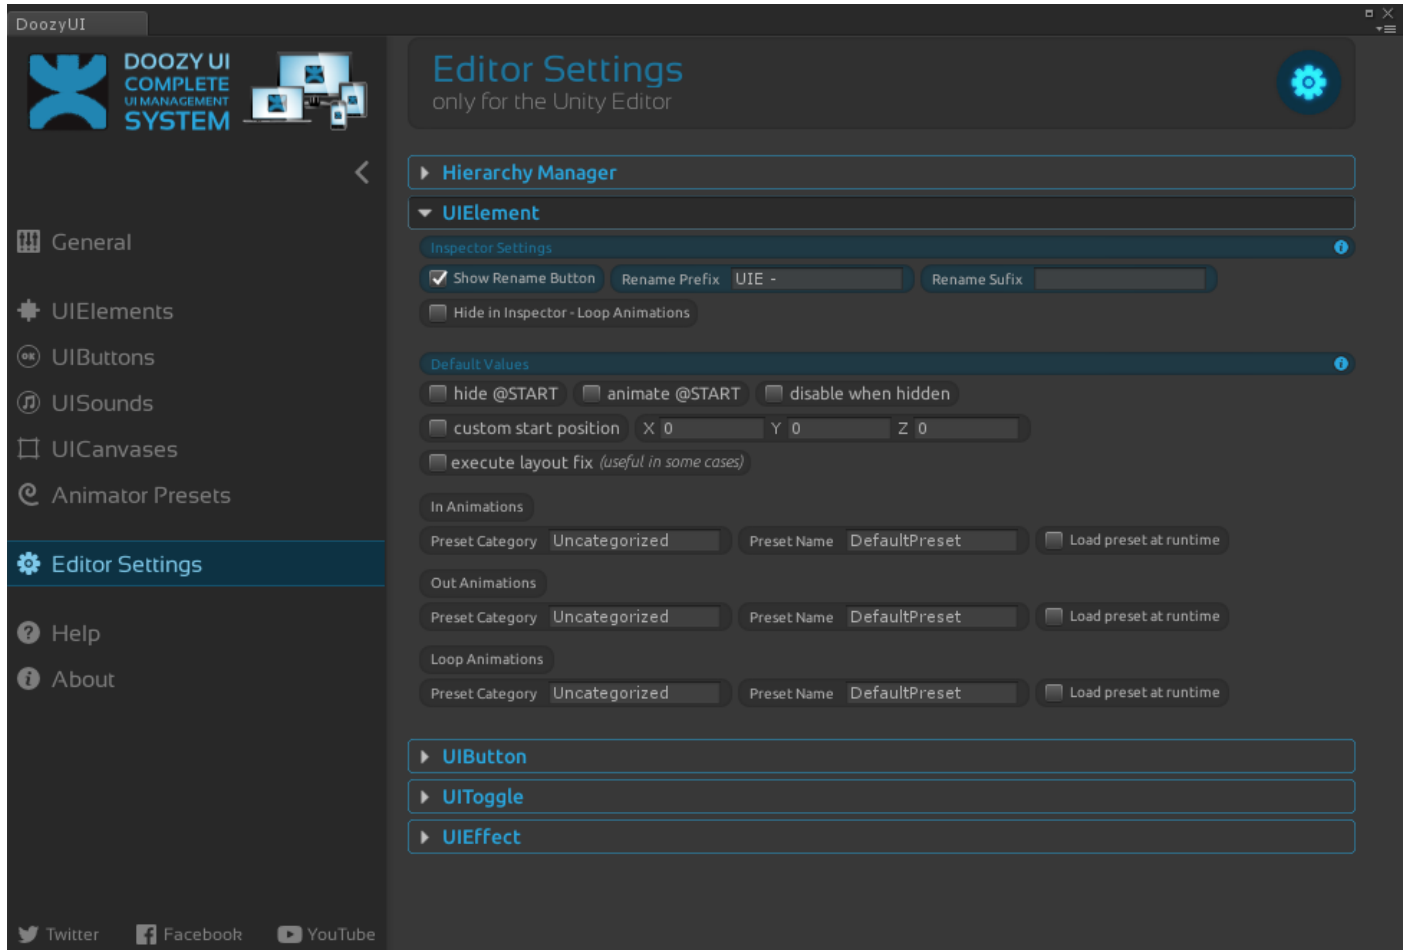 DoozyUI
DOOZY UI
COMPLETE
UI MANAGEMENT
SYSTEM
General
UIElements
OK UIButtons
UISounds
UICanvases
Animator Presets
Editor Settings
? Help
i About
Twitter Facebook YouTube
Editor Settings
only for the Unity Editor
Hierarchy Manager
UIElement
Inspector Settings i
Show Rename Button Rename Prefix UIE - Rename Sufix
Hide in Inspector - Loop Animations
Default Values i
hide @START animate @START disable when hidden
custom start position X 0 Y 0 Z 0
execute layout fix (useful in some cases)
In Animations
Preset Category Uncategorized Preset Name DefaultPreset Load preset at runtime
Out Animations
Preset Category Uncategorized Preset Name DefaultPreset Load preset at runtime
Loop Animations
Preset Category Uncategorized Preset Name DefaultPreset Load preset at runtime
UIButton
UIToggle
UIEffect